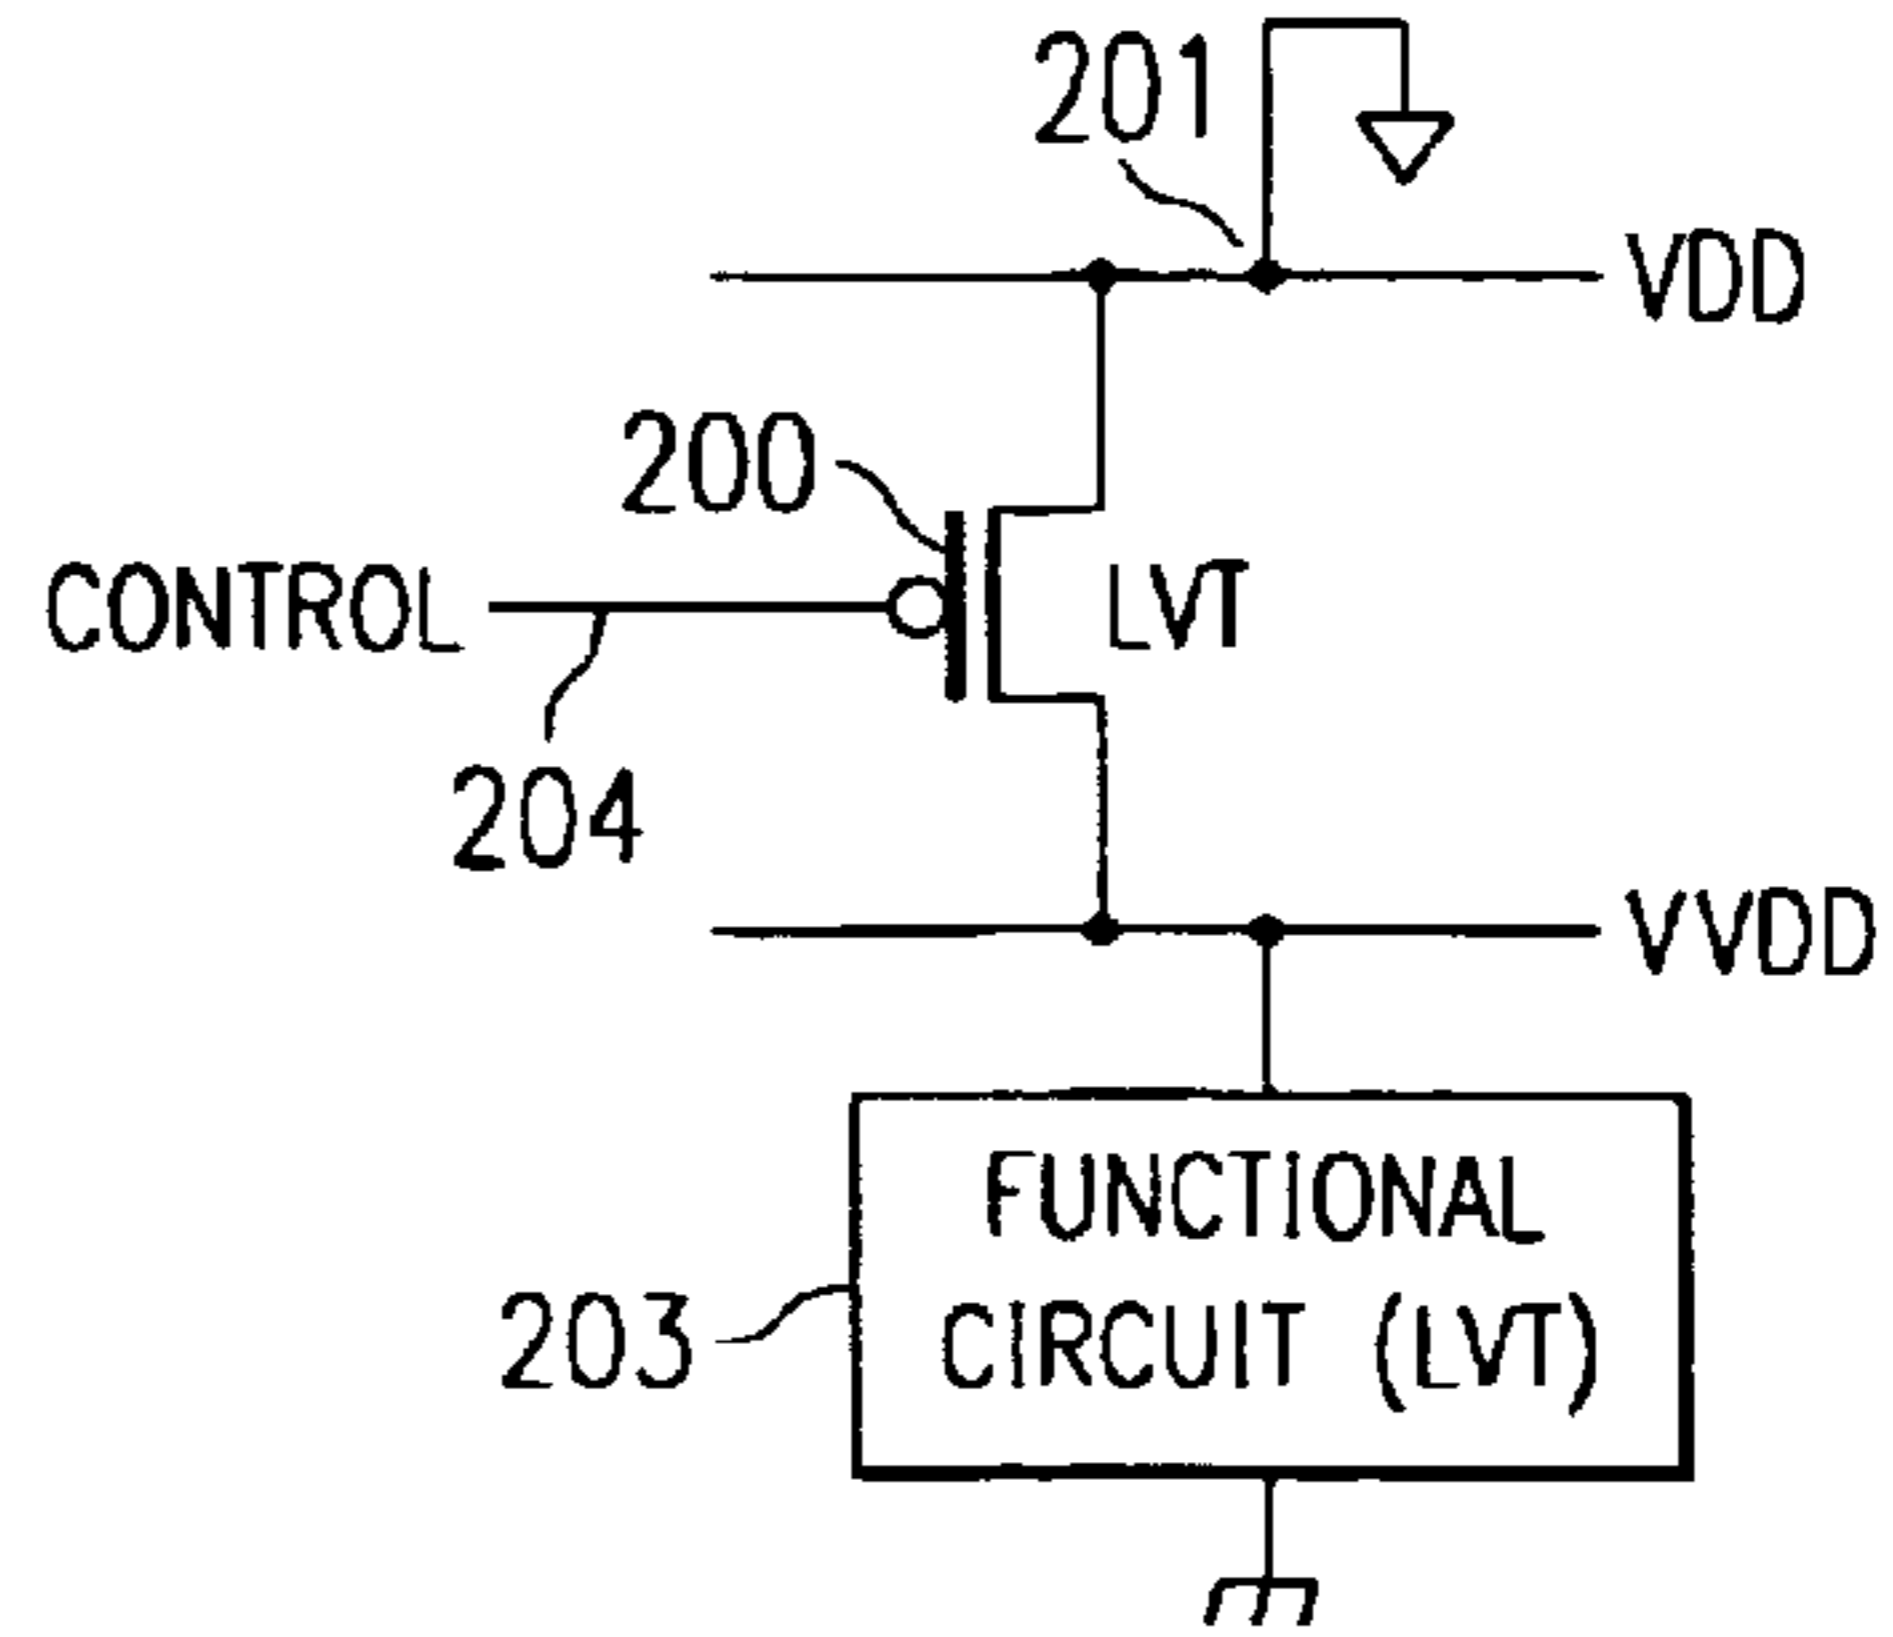 201
VDD
200
CONTROL
LVT
204
VVDD
FUNCTIONAL
CIRCUIT (LVT)
203